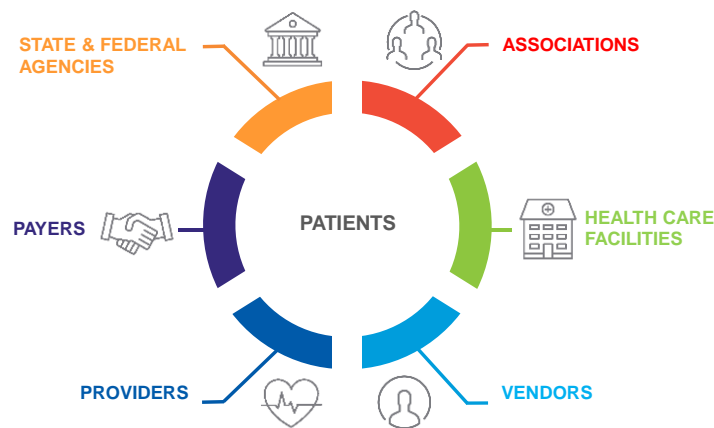 STATE & FEDERAL
AGENCIES
ASSOCIATIONS
PAYERS
PATIENTS
HEALTH CARE
FACILITIES
PROVIDERS
VENDORS